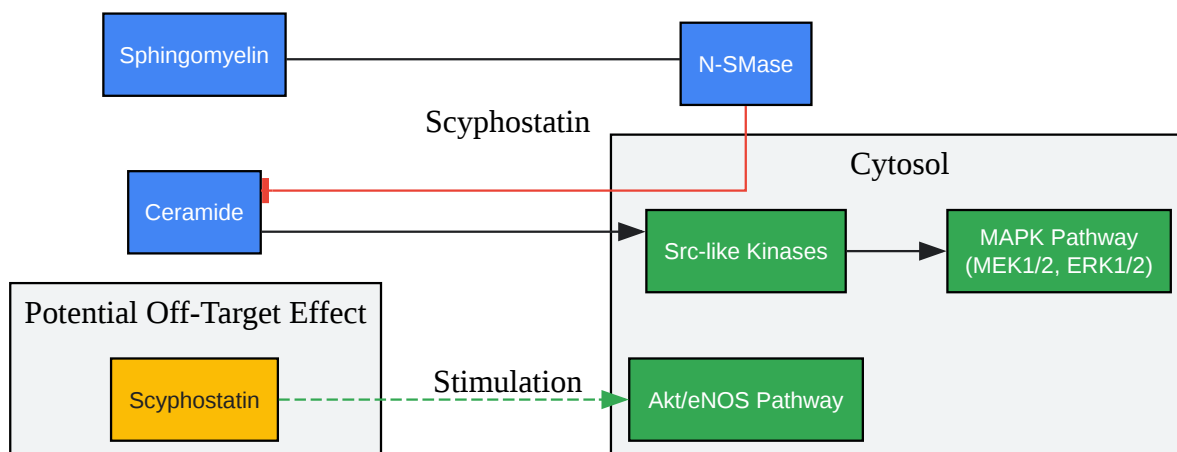 Sphingomyelin
N-SMase
Scyphostatin
Cytosol
Ceramide
Src-like Kinases
MAPK Pathway
(MEK1/2, ERK1/2)
Potential Off-Target Effect
Scyphostatin
Stimulation
Akt/eNOS Pathway